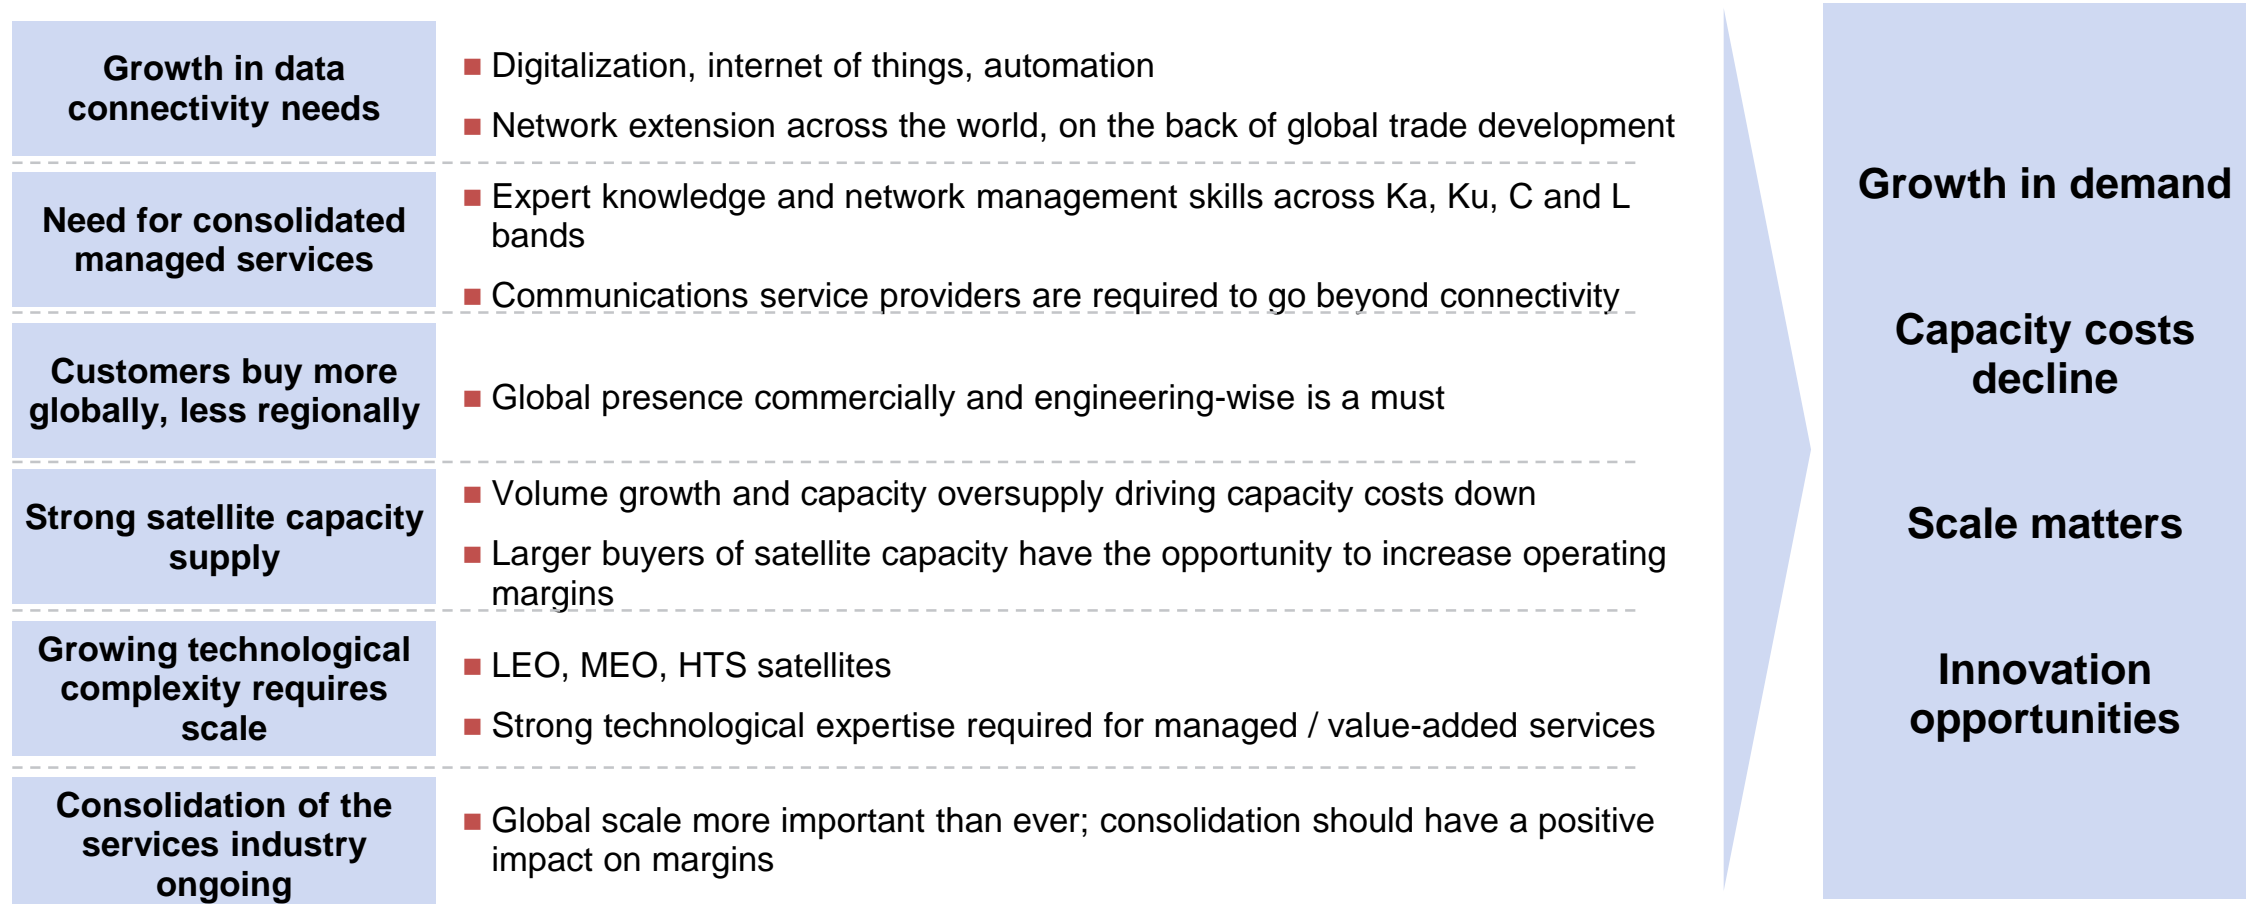 Growth in data
connectivity needs
Digitalization, internet of things, automation
Network extension across the world, on the back of global trade development
Need for consolidated
managed services
Expert knowledge and network management skills across Ka, Ku, C and L
bands
Communications service providers are required to go beyond connectivity
Customers buy more
globally, less regionally
Global presence commercially and engineering-wise is a must
Strong satellite capacity
supply
Volume growth and capacity oversupply driving capacity costs down
Larger buyers of satellite capacity have the opportunity to increase operating
margins
Growing technological
complexity requires
scale
LEO, MEO, HTS satellites
Strong technological expertise required for managed / value-added services
Consolidation of the
services industry
ongoing
Global scale more important than ever; consolidation should have a positive
impact on margins
Growth in demand
Capacity costs
decline
Scale matters
Innovation
opportunities